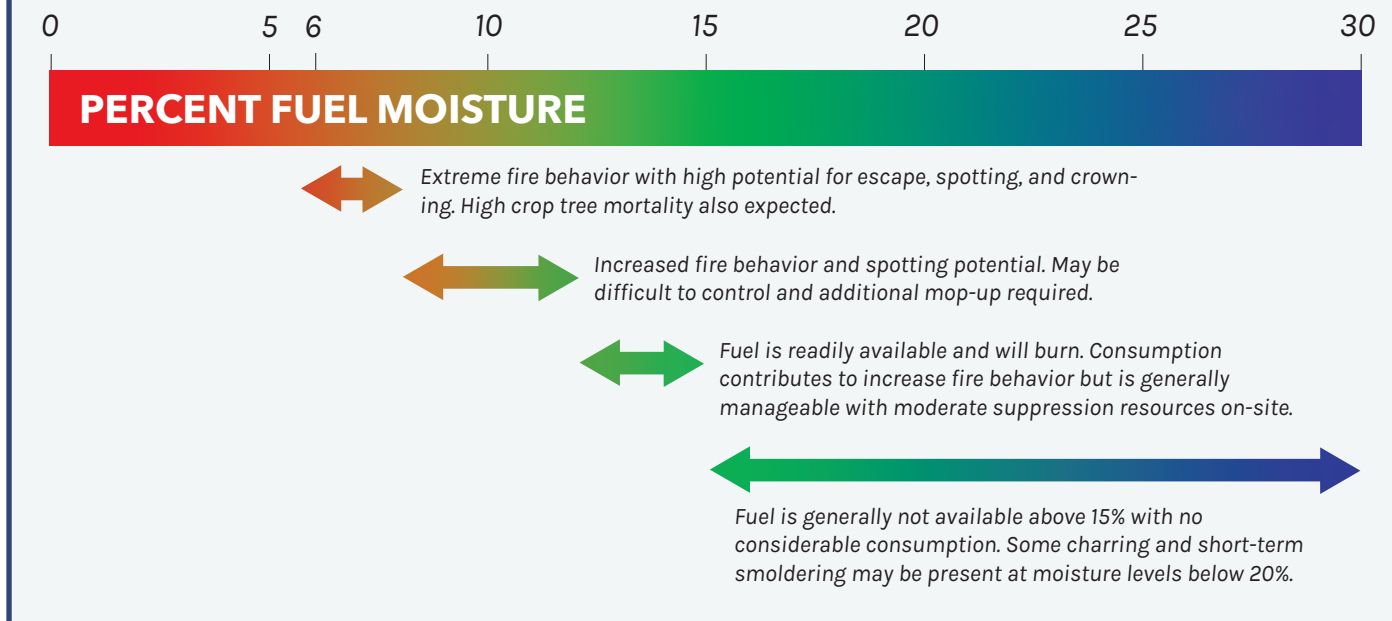 0 5 6 10 15 20 25 30
PERCENT FUEL MOISTURE
Extreme fire behavior with high potential for escape, spotting, and crown-
ing. High crop tree mortality also expected.
Increased fire behavior and spotting potential. May be
difficult to control and additional mop-up required.
Fuel is readily available and will burn. Consumption
contributes to increase fire behavior but is generally
manageable with moderate suppression resources on-site.
Fuel is generally not available above 15% with no
considerable consumption. Some charring and short-term
smoldering may be present at moisture levels below 20%.